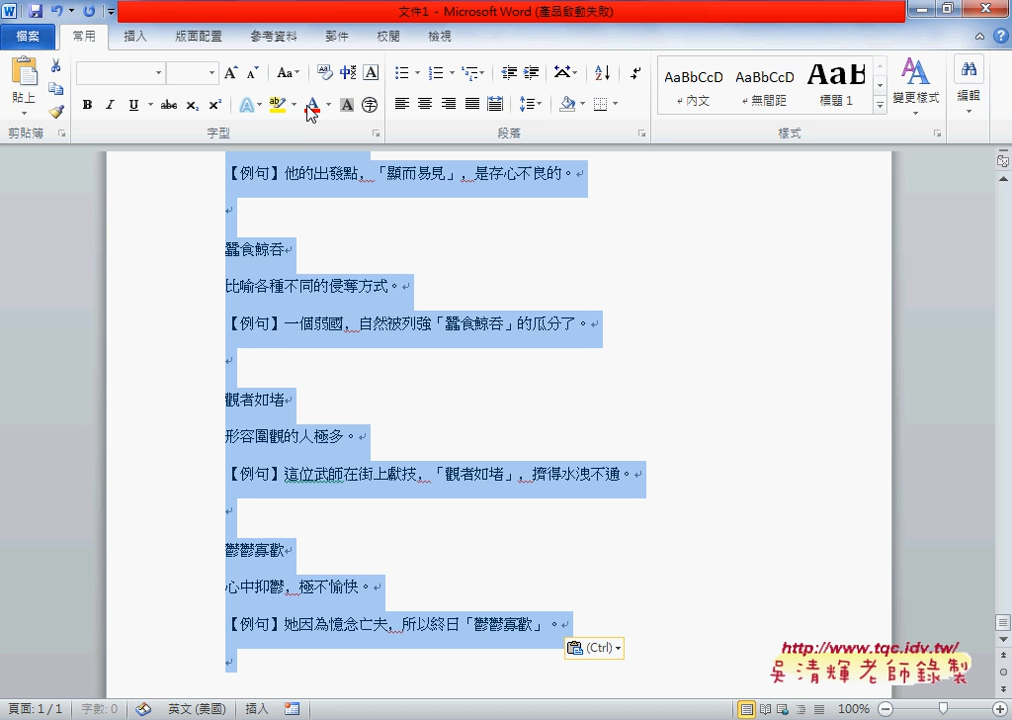 文件1 - Microsoft Word (產品啟動失敗)
檔案 常用 插入 版面配置 參考資料 郵件 校閱 檢視
貼上
AaBbCcD AaBbCcD AaB
內文 無間距 標題 1
變更樣式 編輯
剪貼簿 字型 段落 樣式
【例句】他的出發點，「顯而易見」，是存心不良的。
蠶食鯨吞
比喻各種不同的侵奪方式。
【例句】一個弱國，自然被列強「蠶食鯨吞」的瓜分了。
觀者如堵
形容圍觀的人極多。
【例句】這位武師在街上獻技，「觀者如堵」，擠得水洩不通。
鬱鬱寡歡
心中抑鬱，極不愉快。
【例句】她因為憶念亡夫，所以終日「鬱鬱寡歡」。
(Ctrl)
http://www.tqc.idv.tw/
吳清輝老師錄製
頁面: 1/1 字數: 0 英文 (美國) 插入 100%